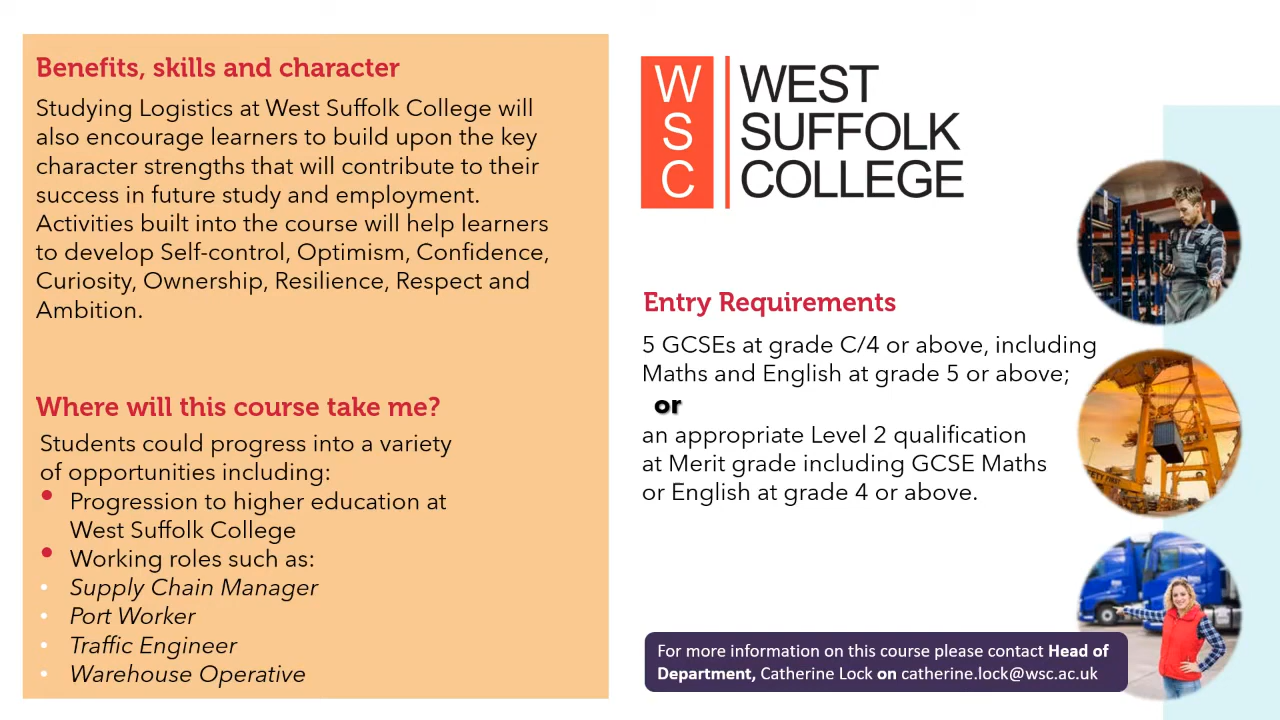 Benefits, skills and character
Studying Logistics at West Suffolk College will
also encourage learners to build upon the key
character strengths that will contribute to their
success in future study and employment.
Activities built into the course will help learners
to develop Self-control, Optimism, Confidence,
Curiosity, Ownership, Resilience, Respect and
Ambition.
Where will this course take me?
Students could progress into a variety
of opportunities including:
• Progression to higher education at
West Suffolk College
• Working roles such as:
• Supply Chain Manager
• Port Worker
• Traffic Engineer
• Warehouse Operative
W
S
C
WEST
SUFFOLK
COLLEGE
Entry Requirements
5 GCSEs at grade C/4 or above, including
Maths and English at grade 5 or above;
or
an appropriate Level 2 qualification
at Merit grade including GCSE Maths
or English at grade 4 or above.
SAFETY FIRST
For more information on this course please contact Head of
Department, Catherine Lock on catherine.lock@wsc.ac.uk